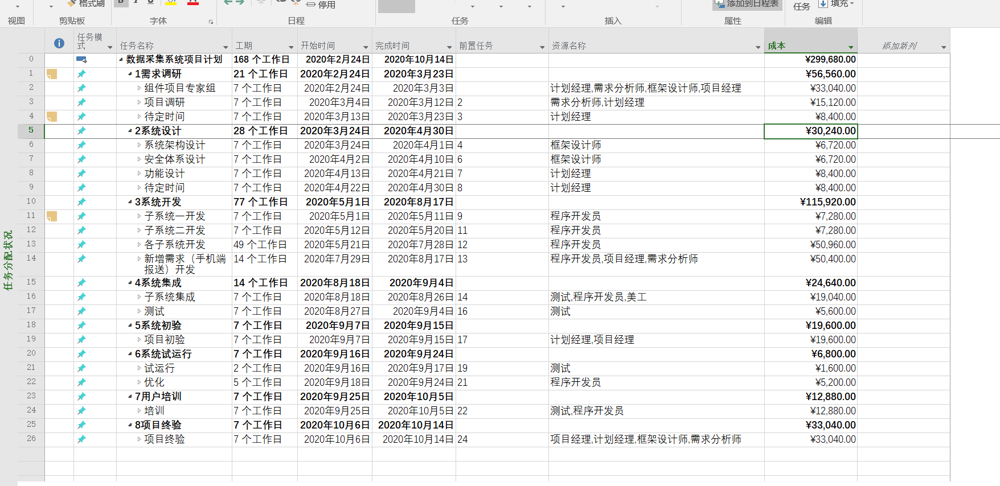 格式刷
停用
添加到日程表
任务
填充
视图
剪贴板
字体
日程
任务
插入
属性
编辑
任务模式 任务名称 工期 开始时间 完成时间 前置任务 资源名称 成本 添加新列
0 数据采集系统项目计划 168 个工作日 2020年2月24日 2020年10月14日 ¥299,680.00
1 1需求调研 21 个工作日 2020年2月24日 2020年3月23日 ¥56,560.00
2 组件项目专家组 7 个工作日 2020年2月24日 2020年3月3日 计划经理,需求分析师,框架设计师,项目经理 ¥33,040.00
3 项目调研 7 个工作日 2020年3月4日 2020年3月12日 2 需求分析师,计划经理 ¥15,120.00
4 待定时间 7 个工作日 2020年3月13日 2020年3月23日 3 计划经理 ¥8,400.00
5 2系统设计 28 个工作日 2020年3月24日 2020年4月30日 ¥30,240.00
6 系统架构设计 7 个工作日 2020年3月24日 2020年4月1日 4 框架设计师 ¥6,720.00
7 安全体系设计 7 个工作日 2020年4月2日 2020年4月10日 6 框架设计师 ¥6,720.00
8 功能设计 7 个工作日 2020年4月13日 2020年4月21日 7 计划经理 ¥8,400.00
9 待定时间 7 个工作日 2020年4月22日 2020年4月30日 8 计划经理 ¥8,400.00
10 3系统开发 77 个工作日 2020年5月1日 2020年8月17日 ¥115,920.00
11 子系统一开发 7 个工作日 2020年5月1日 2020年5月11日 9 程序开发员 ¥7,280.00
12 子系统二开发 7 个工作日 2020年5月12日 2020年5月20日 11 程序开发员 ¥7,280.00
13 各子系统开发 49 个工作日 2020年5月21日 2020年7月28日 12 程序开发员 ¥50,960.00
14 新增需求（手机端报送）开发 14 个工作日 2020年7月29日 2020年8月17日 13 程序开发员,项目经理,需求分析师 ¥50,400.00
15 4系统集成 14 个工作日 2020年8月18日 2020年9月4日 ¥24,640.00
16 子系统集成 7 个工作日 2020年8月18日 2020年8月26日 14 测试,程序开发员,美工 ¥19,040.00
17 测试 7 个工作日 2020年8月27日 2020年9月4日 16 测试 ¥5,600.00
18 5系统初验 7 个工作日 2020年9月7日 2020年9月15日 ¥19,600.00
19 项目初验 7 个工作日 2020年9月7日 2020年9月15日 17 计划经理,项目经理 ¥19,600.00
20 6系统试运行 7 个工作日 2020年9月16日 2020年9月24日 ¥6,800.00
21 试运行 2 个工作日 2020年9月16日 2020年9月17日 19 测试 ¥1,600.00
22 优化 5 个工作日 2020年9月18日 2020年9月24日 21 程序开发员 ¥5,200.00
23 7用户培训 7 个工作日 2020年9月25日 2020年10月5日 ¥12,880.00
24 培训 7 个工作日 2020年9月25日 2020年10月5日 22 测试,程序开发员 ¥12,880.00
25 8项目终验 7 个工作日 2020年10月6日 2020年10月14日 ¥33,040.00
26 项目终验 7 个工作日 2020年10月6日 2020年10月14日 24 项目经理,计划经理,框架设计师,需求分析师 ¥33,040.00
任务分配状况